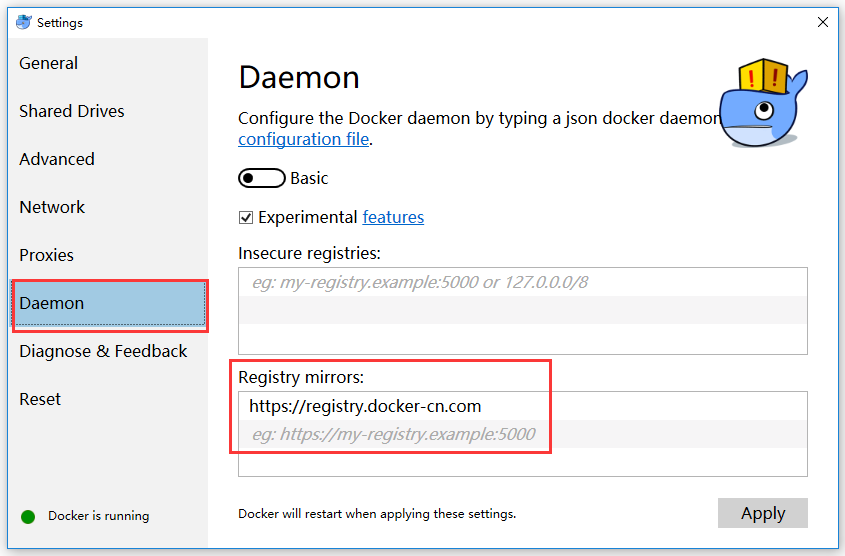 Settings
General
Shared Drives
Advanced
Network
Proxies
Daemon
Diagnose & Feedback
Reset
Docker is running
Daemon
Configure the Docker daemon by typing a json docker daemon
configuration file.
Basic
Experimental features
Insecure registries:
eg: my-registry.example:5000 or 127.0.0.0/8
Registry mirrors:
https://registry.docker-cn.com
eg: https://my-registry.example:5000
Docker will restart when applying these settings.
Apply
! !